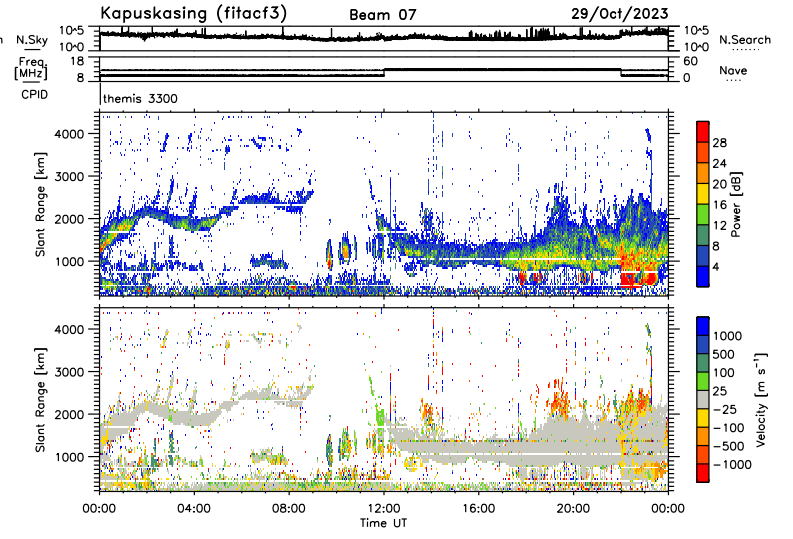 Kapuskasing (fitacf3) Beam 07 29/Oct/2023
N.Sky 10^5 10^5 N.Search
10^0 10^0
Freq. 18 60 Nave
[MHz] 8 0
CPID themis 3300
4000
3000
2000
1000
Slant Range [km]
28
24
20
16
12
8
4
Power [dB]
4000
3000
2000
1000
Slant Range [km]
1000
500
100
25
-25
-100
-500
-1000
Velocity [m s⁻¹]
00:00 04:00 08:00 12:00 16:00 20:00 00:00
Time UT